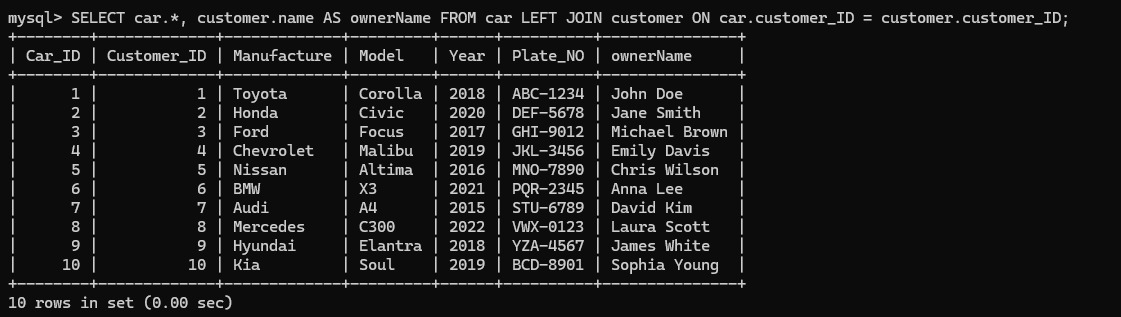 mysql> SELECT car.*, customer.name AS ownerName FROM car LEFT JOIN customer ON car.customer_ID = customer.customer_ID;
+--------+-------------+-------------+---------+------+----------+---------------+
| Car_ID | Customer_ID | Manufacture | Model   | Year | Plate_NO | ownerName     |
+--------+-------------+-------------+---------+------+----------+---------------+
|      1 |           1 | Toyota      | Corolla | 2018 | ABC-1234 | John Doe      |
|      2 |           2 | Honda       | Civic   | 2020 | DEF-5678 | Jane Smith    |
|      3 |           3 | Ford        | Focus   | 2017 | GHI-9012 | Michael Brown |
|      4 |           4 | Chevrolet   | Malibu  | 2019 | JKL-3456 | Emily Davis   |
|      5 |           5 | Nissan      | Altima  | 2016 | MNO-7890 | Chris Wilson  |
|      6 |           6 | BMW         | X3      | 2021 | PQR-2345 | Anna Lee      |
|      7 |           7 | Audi        | A4      | 2015 | STU-6789 | David Kim     |
|      8 |           8 | Mercedes    | C300    | 2022 | VWX-0123 | Laura Scott   |
|      9 |           9 | Hyundai     | Elantra | 2018 | YZA-4567 | James White   |
|     10 |          10 | Kia         | Soul    | 2019 | BCD-8901 | Sophia Young  |
+--------+-------------+-------------+---------+------+----------+---------------+
10 rows in set (0.00 sec)